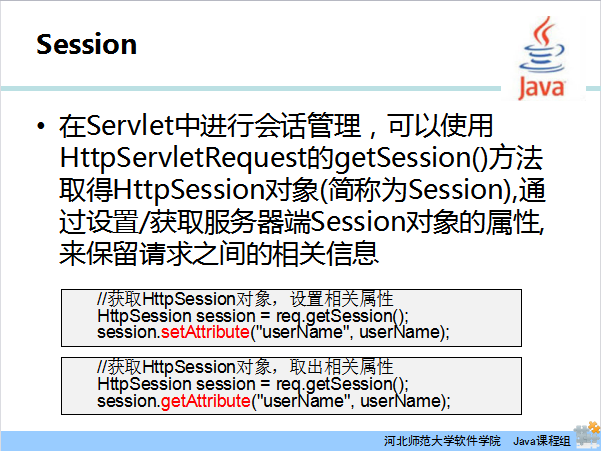 Session
Java
• 在Servlet中进行会话管理，可以使用
HttpServletRequest的getSession()方法
取得HttpSession对象(简称为Session),通
过设置/获取服务器端Session对象的属性,
来保留请求之间的相关信息
//获取HttpSession对象，设置相关属性
HttpSession session = req.getSession();
session.setAttribute("userName", userName);
//获取HttpSession对象，取出相关属性
HttpSession session = req.getSession();
session.getAttribute("userName", userName);
河北师范大学软件学院 Java课程组